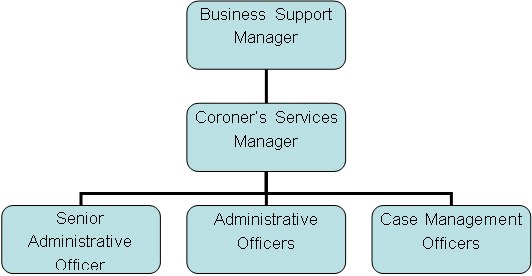 Business Support
Manager
Coroner's Services
Manager
Senior
Administrative
Officer
Administrative
Officers
Case Management
Officers